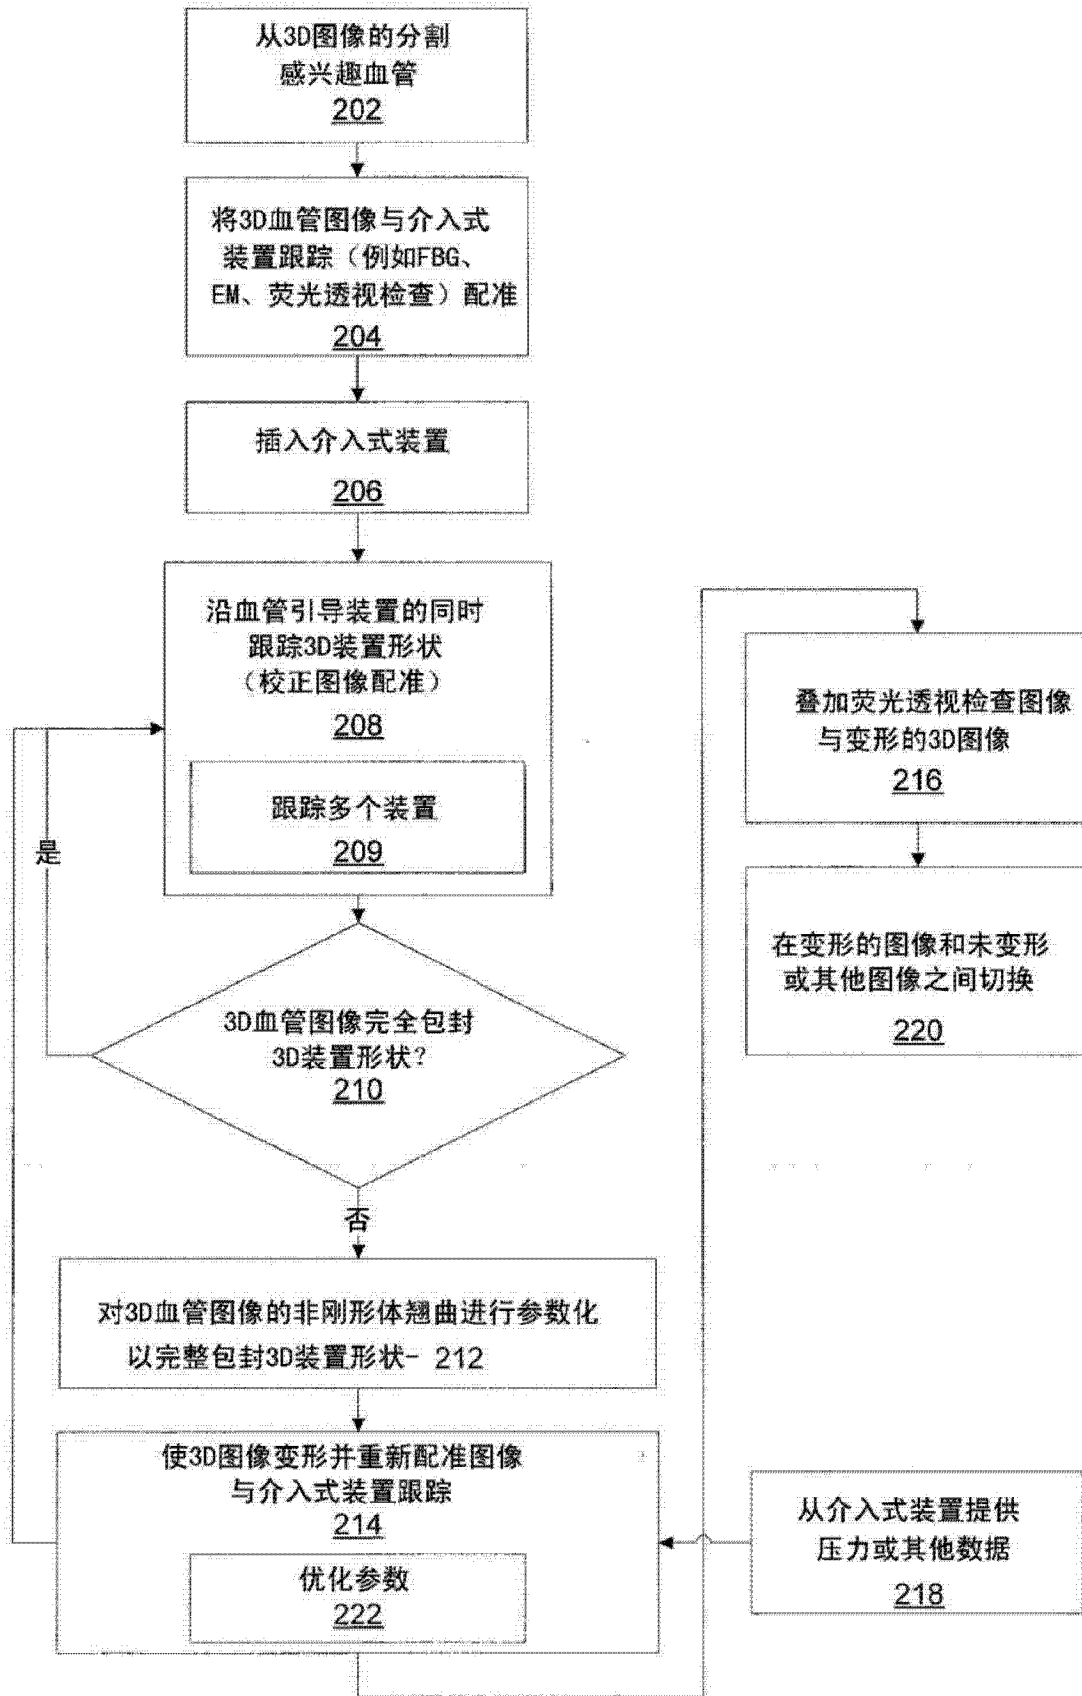 从3D图像的分割
感兴趣血管
202
将3D血管图像与介入式
装置跟踪（例如FBG、
EM、荧光透视检查）配准
204
插入介入式装置
206
沿血管引导装置的同时
跟踪3D装置形状
（校正图像配准）
208
跟踪多个装置
209
是
3D血管图像完全包封
3D装置形状？
210
否
对3D血管图像的非刚形体翘曲进行参数化
以完整包封3D装置形状- 212
使3D图像变形并重新配准图像
与介入式装置跟踪
214
优化参数
222
叠加荧光透视检查图像
与变形的3D图像
216
在变形的图像和未变形
或其他图像之间切换
220
从介入式装置提供
压力或其他数据
218